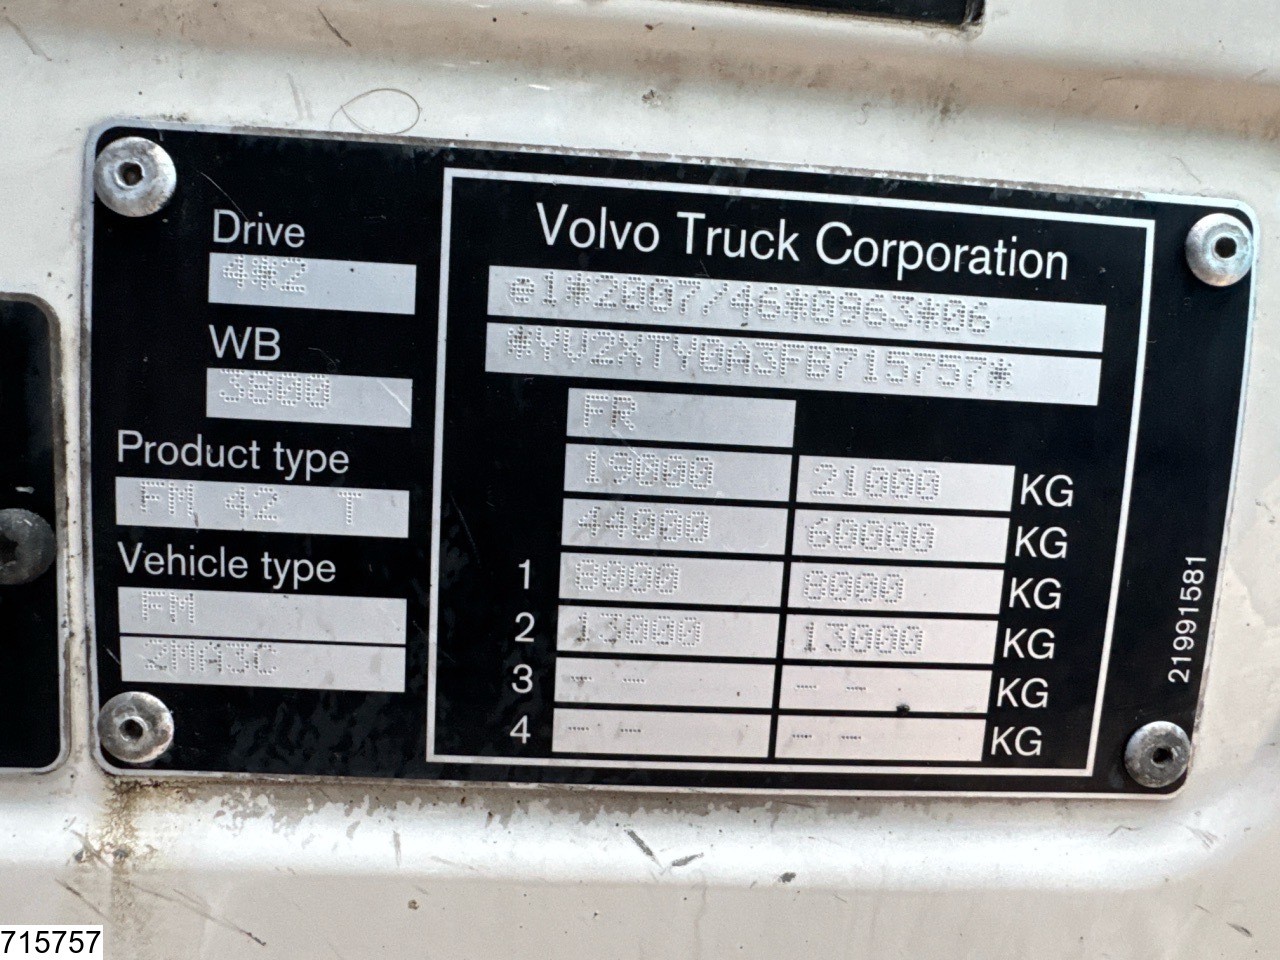 Drive
4*2
WB
3800
Product type
FM 42 T
Vehicle type
FM
2MA3C
Volvo Truck Corporation
e1*2007/46*0963*06
*YV2XTY0A3FB715757*
FR
19000 21000 KG
44000 60000 KG
1 8000 8000 KG
2 13000 13000 KG
3 -- -- KG
4 -- -- KG
21991581
715757